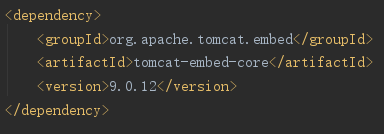 <dependency>
    <groupId>org.apache.tomcat.embed</groupId>
    <artifactId>tomcat-embed-core</artifactId>
    <version>9.0.12</version>
</dependency>